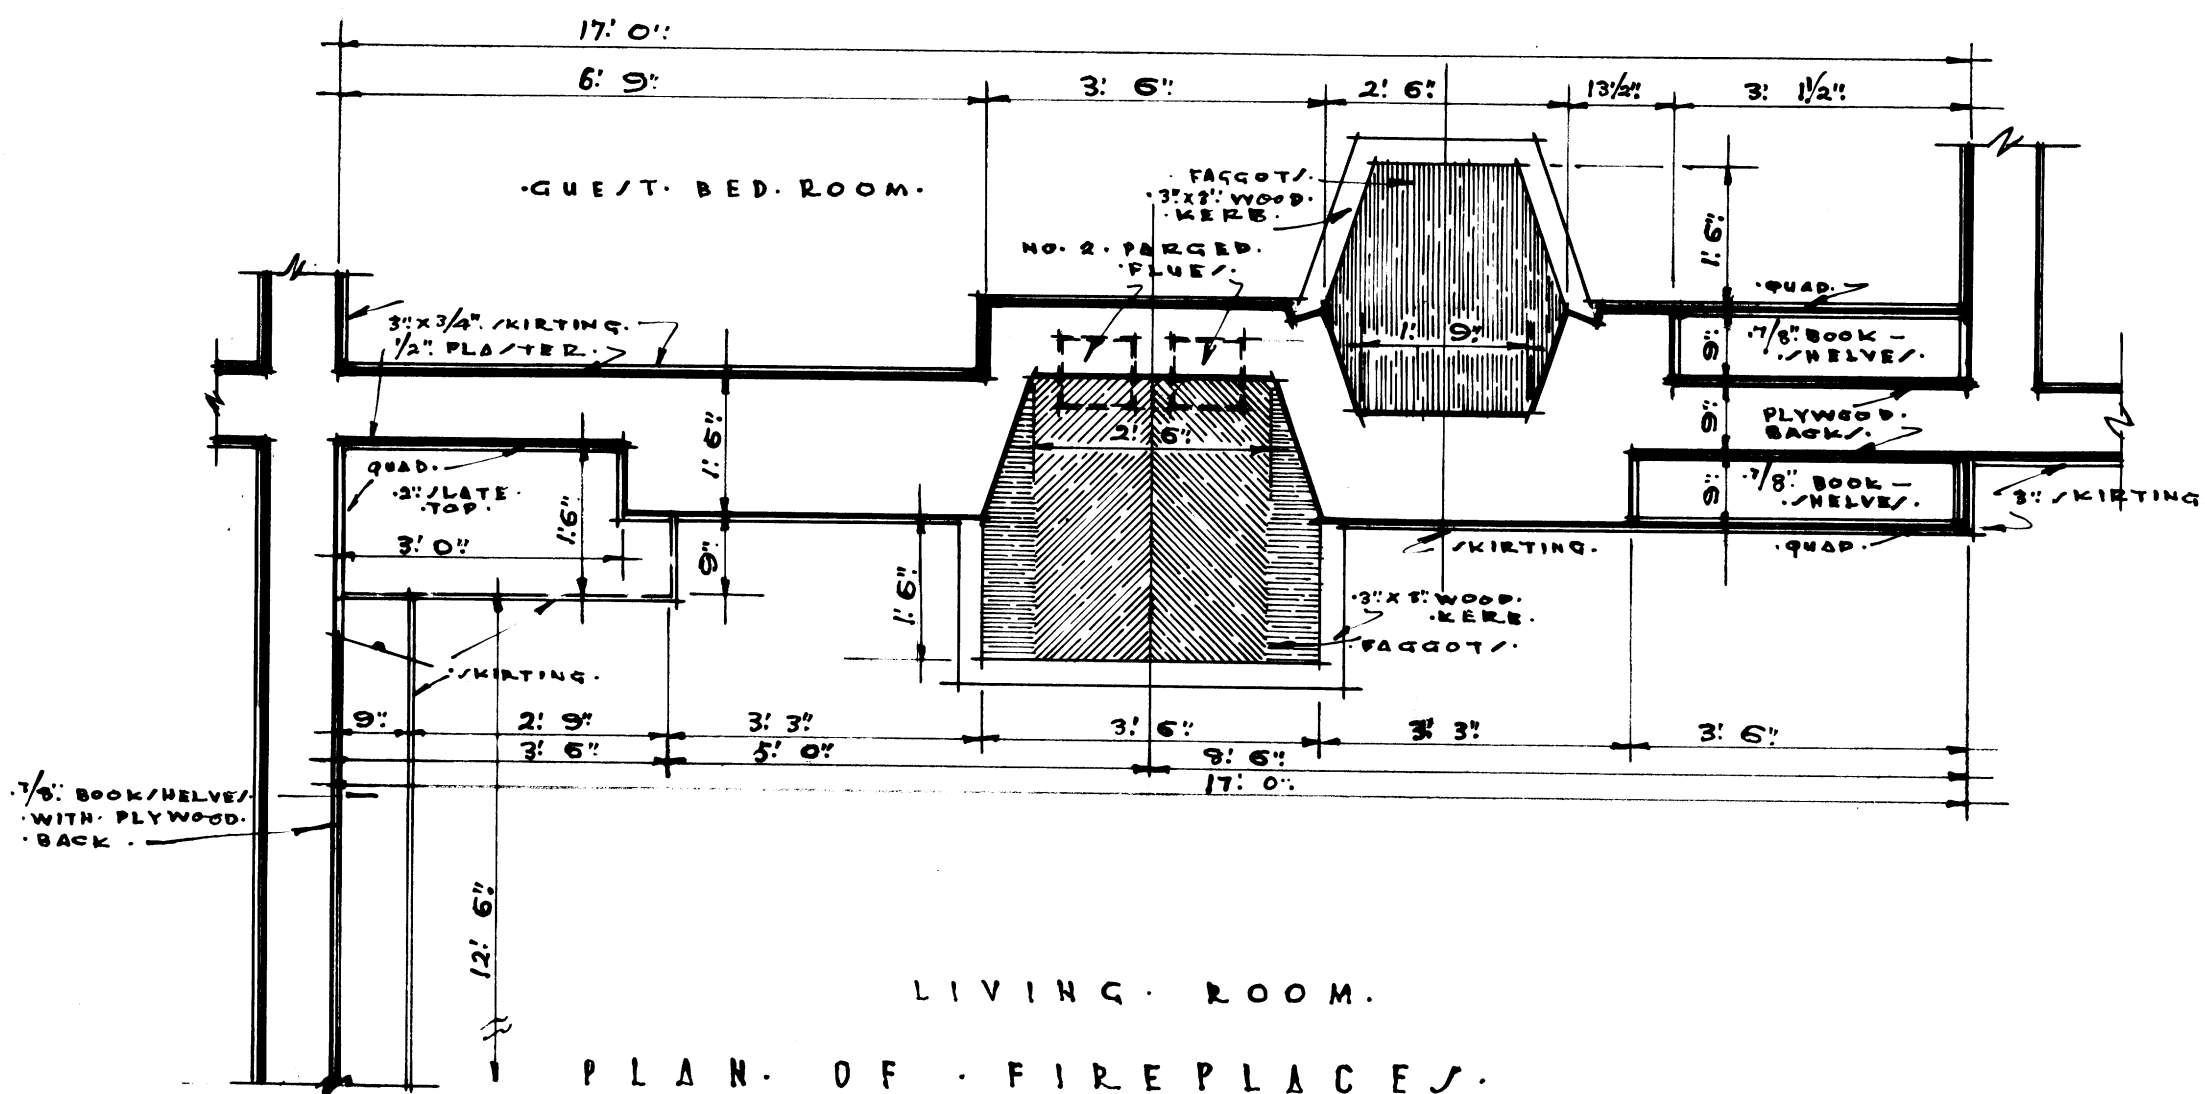 17' 0"
6' 9" 3' 6" 2' 6" 13½" 3' 1½"
·GUEST· BED· ROOM·
FAGGOTS·
·3"x3" WOOD·
·KERB·
NO· 2· PARGED·
·FLUES·
1' 6"
·QUAD·
3" x 3/4" SKIRTING·
1/2" PLASTER·
1' 9"
9"
·7/8" BOOK-
·SHELVES·
PLYWOOD·
BACKS·
9"
1' 6"
2' 6"
QUAD·
·2" SLATE·
·TOP·
1' 6"
3' 0"
9"
·7/8" BOOK-
·SHELVES·
3" SKIRTING
9"
·SKIRTING·
·QUAD·
1' 6"
·3" x 3" WOOD·
·KERB·
FAGGOTS·
·SKIRTING·
9" 2' 9" 3' 3" 3' 6" 3' 3" 3' 6"
3' 6" 5' 0" 8' 6"
17' 0"
·7/8" BOOKSHELVES·
·WITH· PLYWOOD·
·BACK ·
12' 6"
LIVING· ROOM·
PLAN· OF · FIREPLACES·